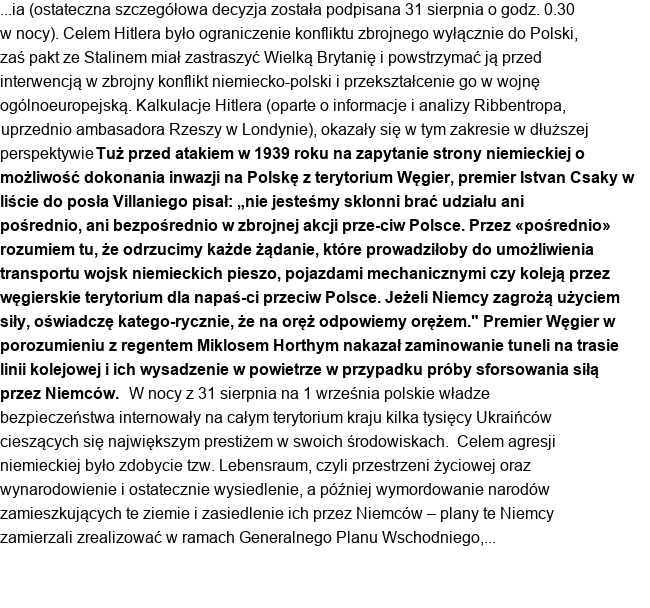 ...ia (ostateczna szczegółowa decyzja została podpisana 31 sierpnia o godz. 0.30
w nocy). Celem Hitlera było ograniczenie konfliktu zbrojnego wyłącznie do Polski,
zaś pakt ze Stalinem miał zastraszyć Wielką Brytanię i powstrzymać ją przed
interwencją w zbrojny konflikt niemiecko-polski i przekształcenie go w wojnę
ogólnoeuropejską. Kalkulacje Hitlera (oparte o informacje i analizy Ribbentropa,
uprzednio ambasadora Rzeszy w Londynie), okazały się w tym zakresie w dłuższej
perspektywie Tuż przed atakiem w 1939 roku na zapytanie strony niemieckiej o
możliwość dokonania inwazji na Polskę z terytorium Węgier, premier Istvan Csaky w
liście do posła Villaniego pisał: „nie jesteśmy skłonni brać udziału ani
pośrednio, ani bezpośrednio w zbrojnej akcji prze-ciw Polsce. Przez «pośrednio»
rozumiem tu, że odrzucimy każde żądanie, które prowadziłoby do umożliwienia
transportu wojsk niemieckich pieszo, pojazdami mechanicznymi czy koleją przez
węgierskie terytorium dla napaś-ci przeciw Polsce. Jeżeli Niemcy zagrożą użyciem
siły, oświadczę katego-rycznie, że na oręż odpowiemy orężem." Premier Węgier w
porozumieniu z regentem Miklosem Horthym nakazał zaminowanie tuneli na trasie
linii kolejowej i ich wysadzenie w powietrze w przypadku próby sforsowania siłą
przez Niemców. W nocy z 31 sierpnia na 1 września polskie władze
bezpieczeństwa internowały na całym terytorium kraju kilka tysięcy Ukraińców
cieszących się największym prestiżem w swoich środowiskach. Celem agresji
niemieckiej było zdobycie tzw. Lebensraum, czyli przestrzeni życiowej oraz
wynarodowienie i ostatecznie wysiedlenie, a później wymordowanie narodów
zamieszkujących te ziemie i zasiedlenie ich przez Niemców – plany te Niemcy
zamierzali zrealizować w ramach Generalnego Planu Wschodniego,...